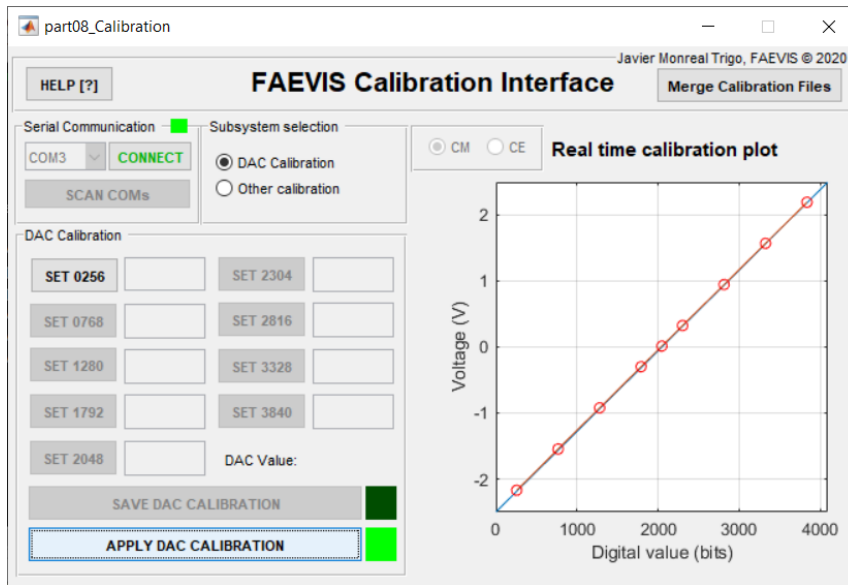 part08_Calibration
Javier Monreal Trigo, FAEVIS © 2020
HELP [?]
FAEVIS Calibration Interface
Merge Calibration Files
Serial Communication
COM3
CONNECT
SCAN COMs
Subsystem selection
DAC Calibration
Other calibration
CM
CE
Real time calibration plot
DAC Calibration
SET 0256
SET 2304
SET 0768
SET 2816
SET 1280
SET 3328
SET 1792
SET 3840
SET 2048
DAC Value:
SAVE DAC CALIBRATION
APPLY DAC CALIBRATION
Voltage (V)
2
1
0
-1
-2
0
1000
2000
3000
4000
Digital value (bits)